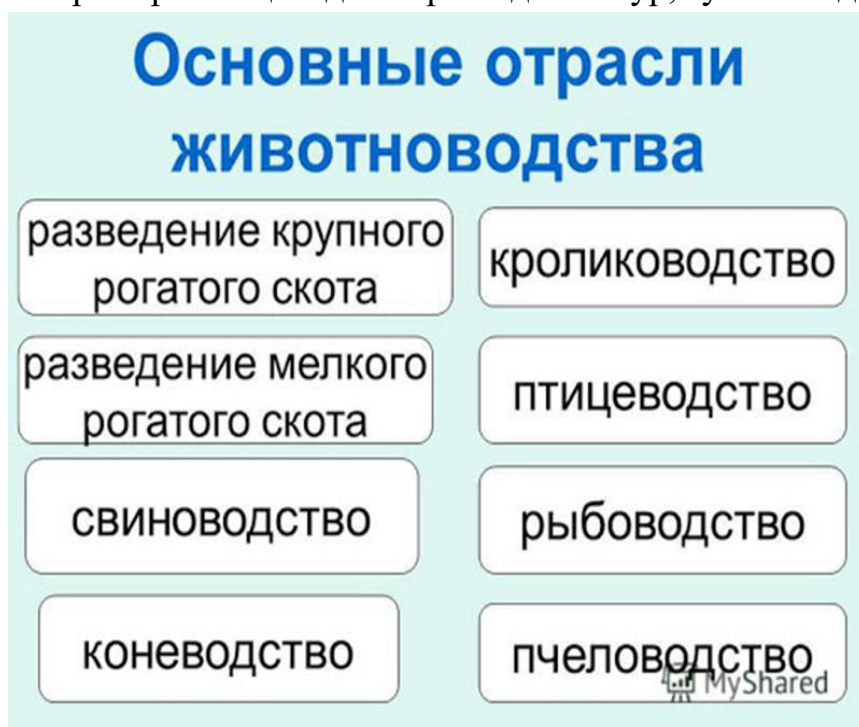 Основные отрасли
животноводства
разведение крупного
рогатого скота
кролиководство
разведение мелкого
рогатого скота
птицеводство
свиноводство
рыбоводство
коневодство
пчеловодство
MyShared